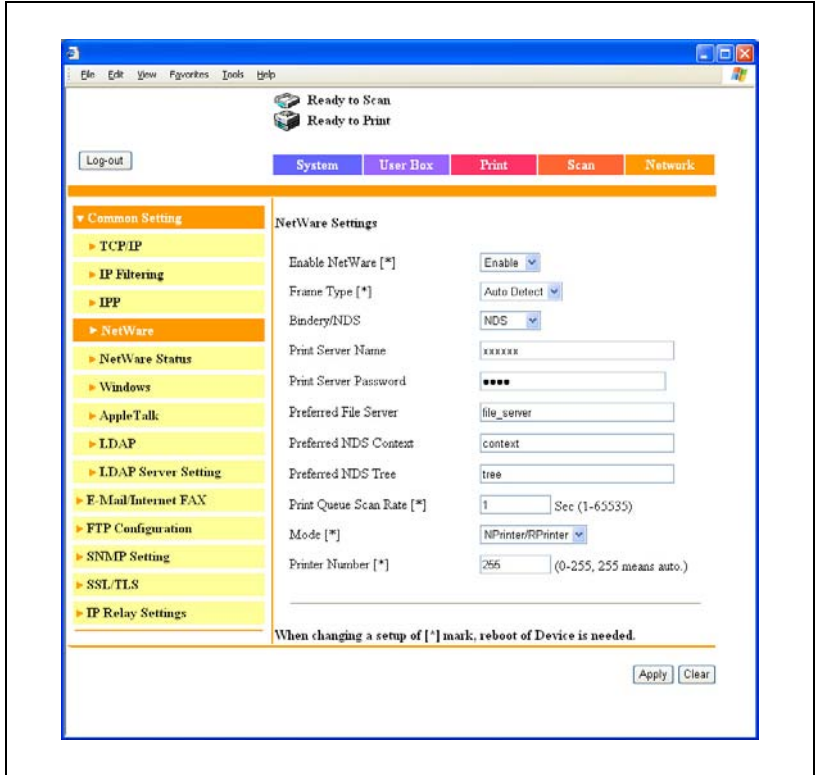 File Edit View Favorites Tools Help
Ready to Scan
Ready to Print
Log-out
System User Box Print Scan Network
Common Setting
TCP/IP
IP Filtering
IPP
NetWare
NetWare Status
Windows
AppleTalk
LDAP
LDAP Server Setting
E-Mail/Internet FAX
FTP Configuration
SNMP Setting
SSL/TLS
IP Relay Settings
NetWare Settings
Enable NetWare [*] Enable
Frame Type [*] Auto Detect
Bindery/NDS NDS
Print Server Name xxxxxx
Print Server Password ●●●●
Preferred File Server file_server
Preferred NDS Context context
Preferred NDS Tree tree
Print Queue Scan Rate [*] 1 Sec (1-65535)
Mode [*] NPrinter/RPrinter
Printer Number [*] 255 (0-255, 255 means auto.)
When changing a setup of [*] mark, reboot of Device is needed.
Apply Clear